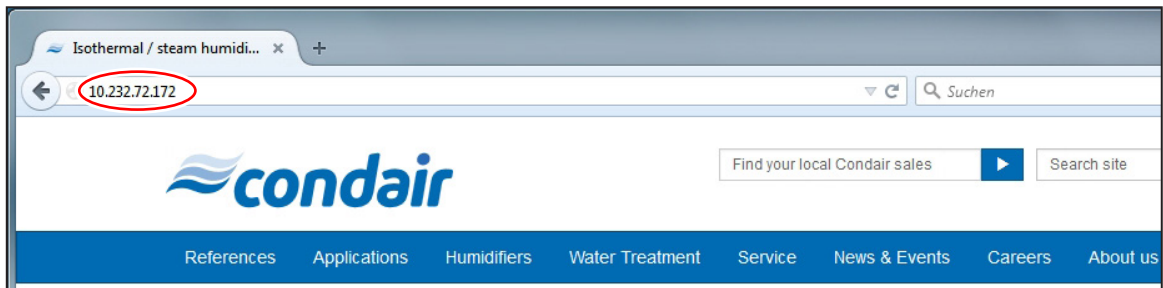 Isothermal / steam humidi...
10.232.72.172
Suchen
condair
Find your local Condair sales
Search site
References Applications Humidifiers Water Treatment Service News & Events Careers About us